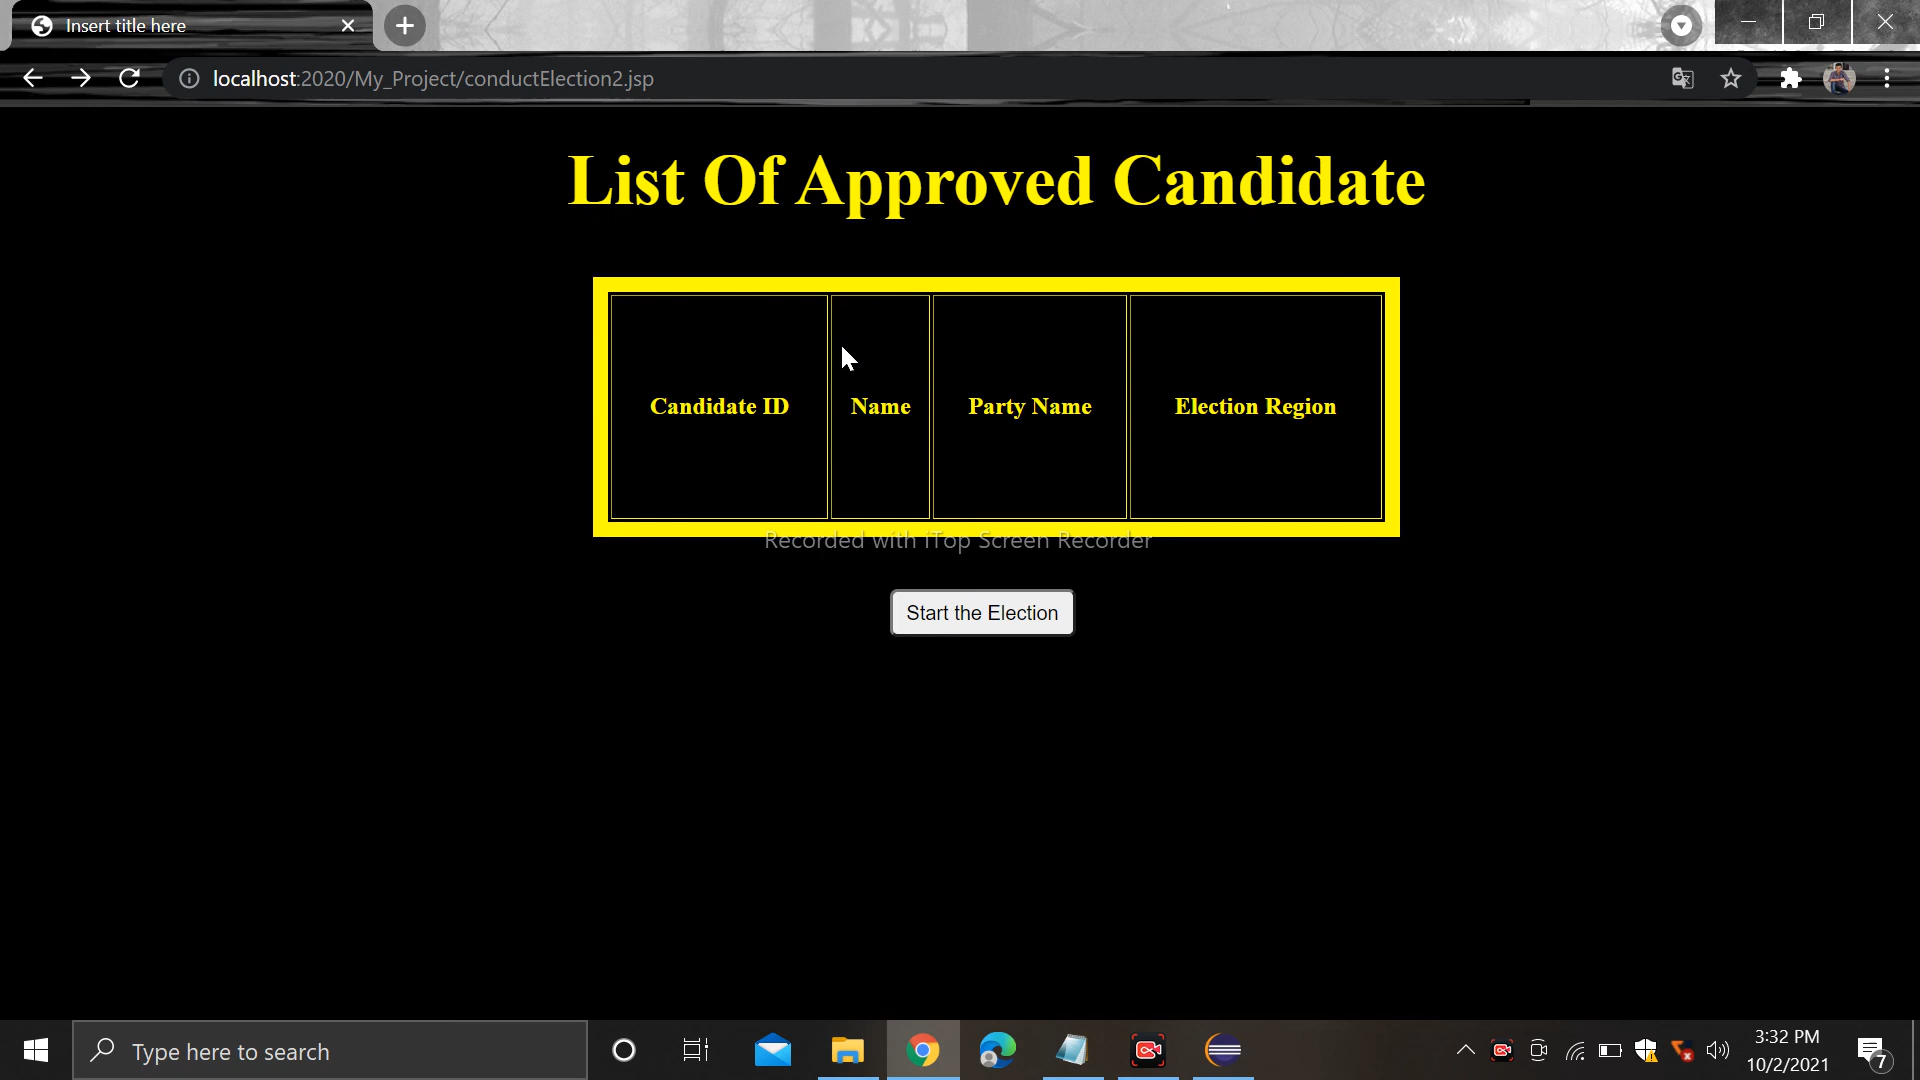 Insert title here
localhost:2020/My_Project/conductElection2.jsp
List Of Approved Candidate
Candidate ID Name Party Name Election Region
Recorded with iTop Screen Recorder
Start the Election
Type here to search
3:32 PM
10/2/2021
7